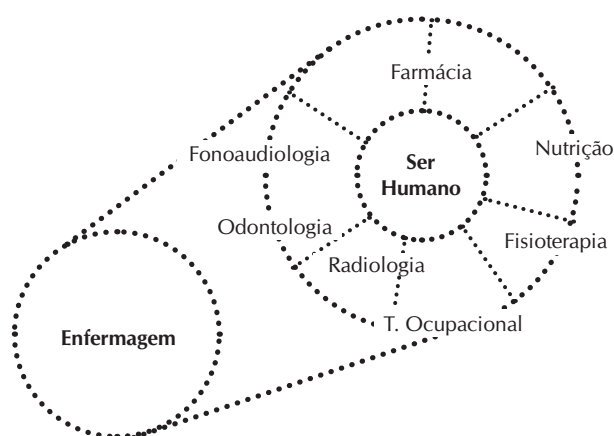 Farmácia
Fonoaudiologia
Ser
Humano
Nutrição
Odontologia
Fisioterapia
Radiologia
T. Ocupacional
Enfermagem